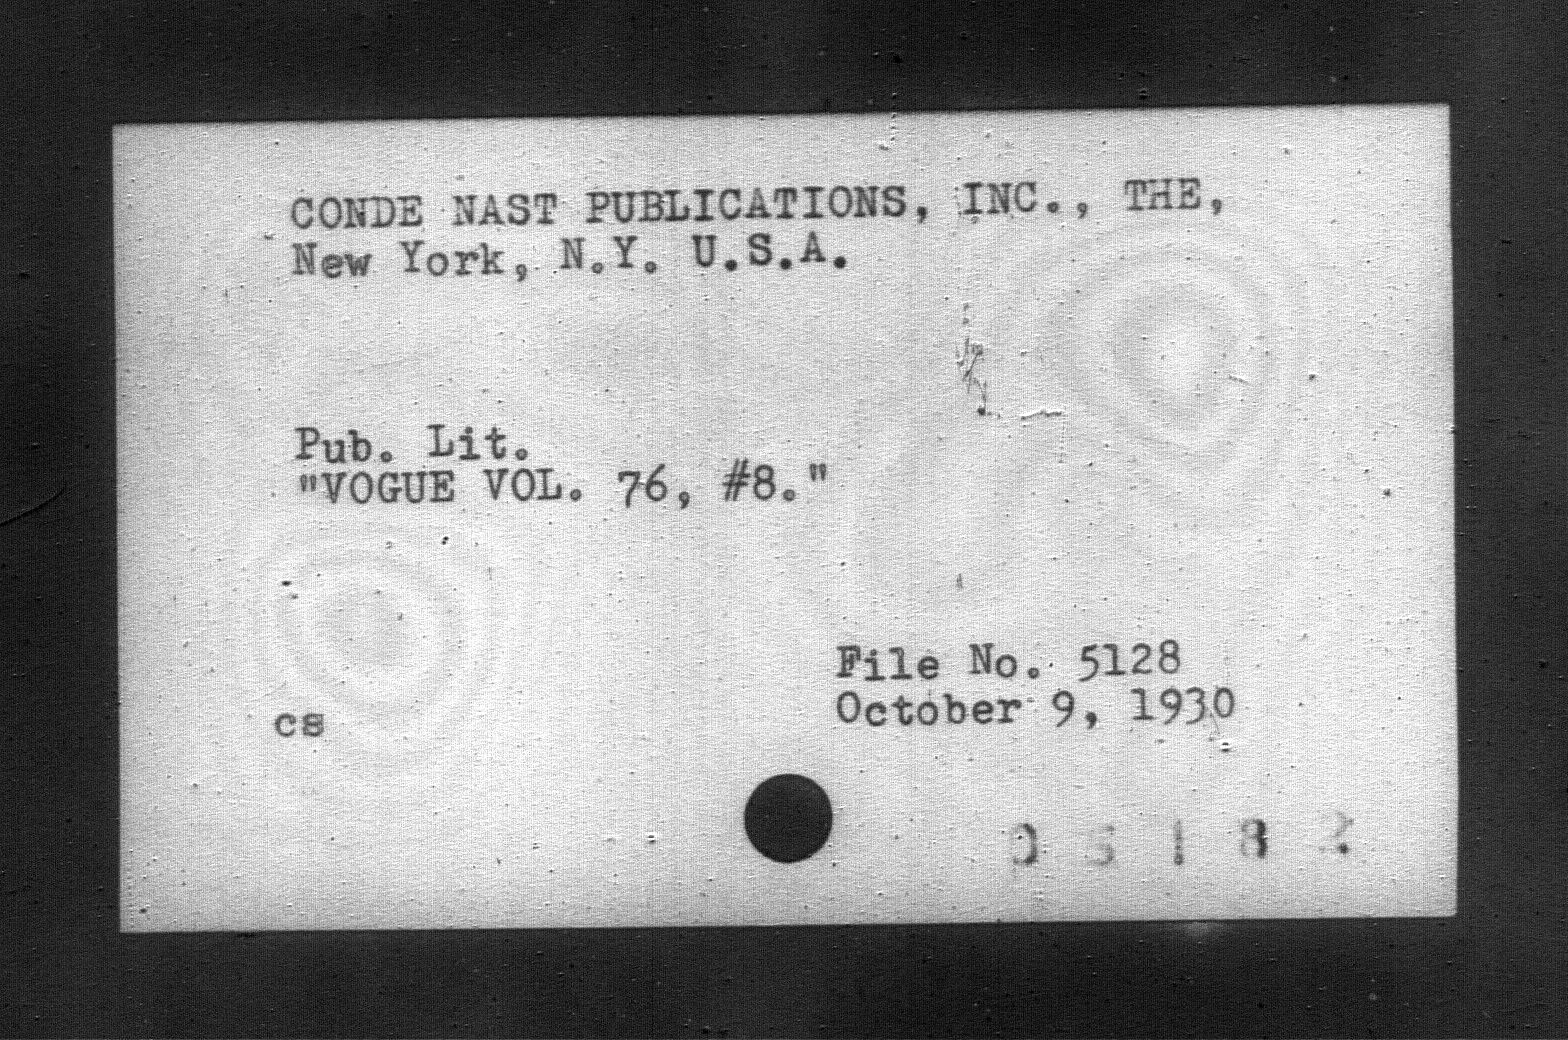 CONDE NAST PUBLICATIONS, INC., THE,
New York, N.Y. U.S.A.
Pub. Lit.
"VOGUE VOL. 76, #8."
File No. 5128
October 9, 1930
cs